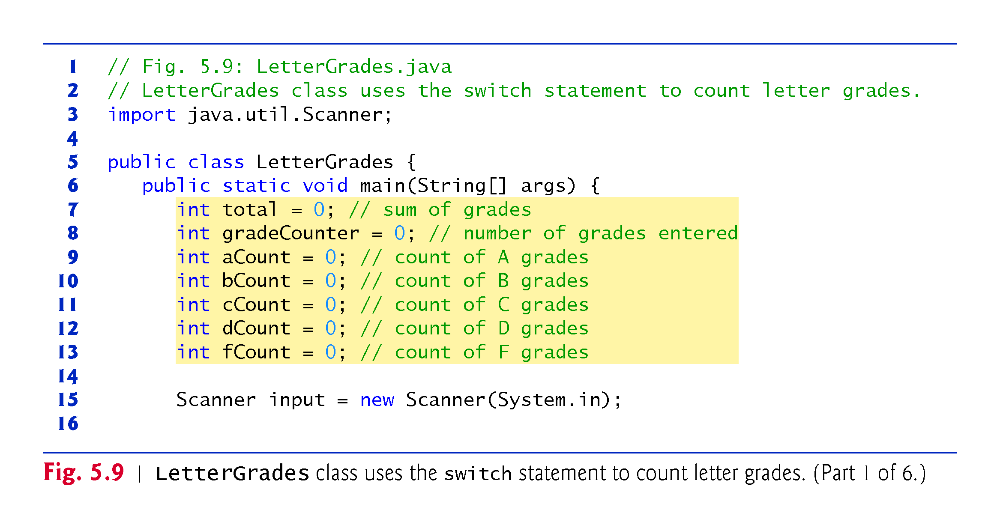 1 // Fig. 5.9: LetterGrades.java
2 // LetterGrades class uses the switch statement to count letter grades.
3 import java.util.Scanner;
4
5 public class LetterGrades {
6    public static void main(String[] args) {
7       int total = 0; // sum of grades
8       int gradeCounter = 0; // number of grades entered
9       int aCount = 0; // count of A grades
10       int bCount = 0; // count of B grades
11       int cCount = 0; // count of C grades
12       int dCount = 0; // count of D grades
13       int fCount = 0; // count of F grades
14
15       Scanner input = new Scanner(System.in);
16
Fig. 5.9 | LetterGrades class uses the switch statement to count letter grades. (Part 1 of 6.)